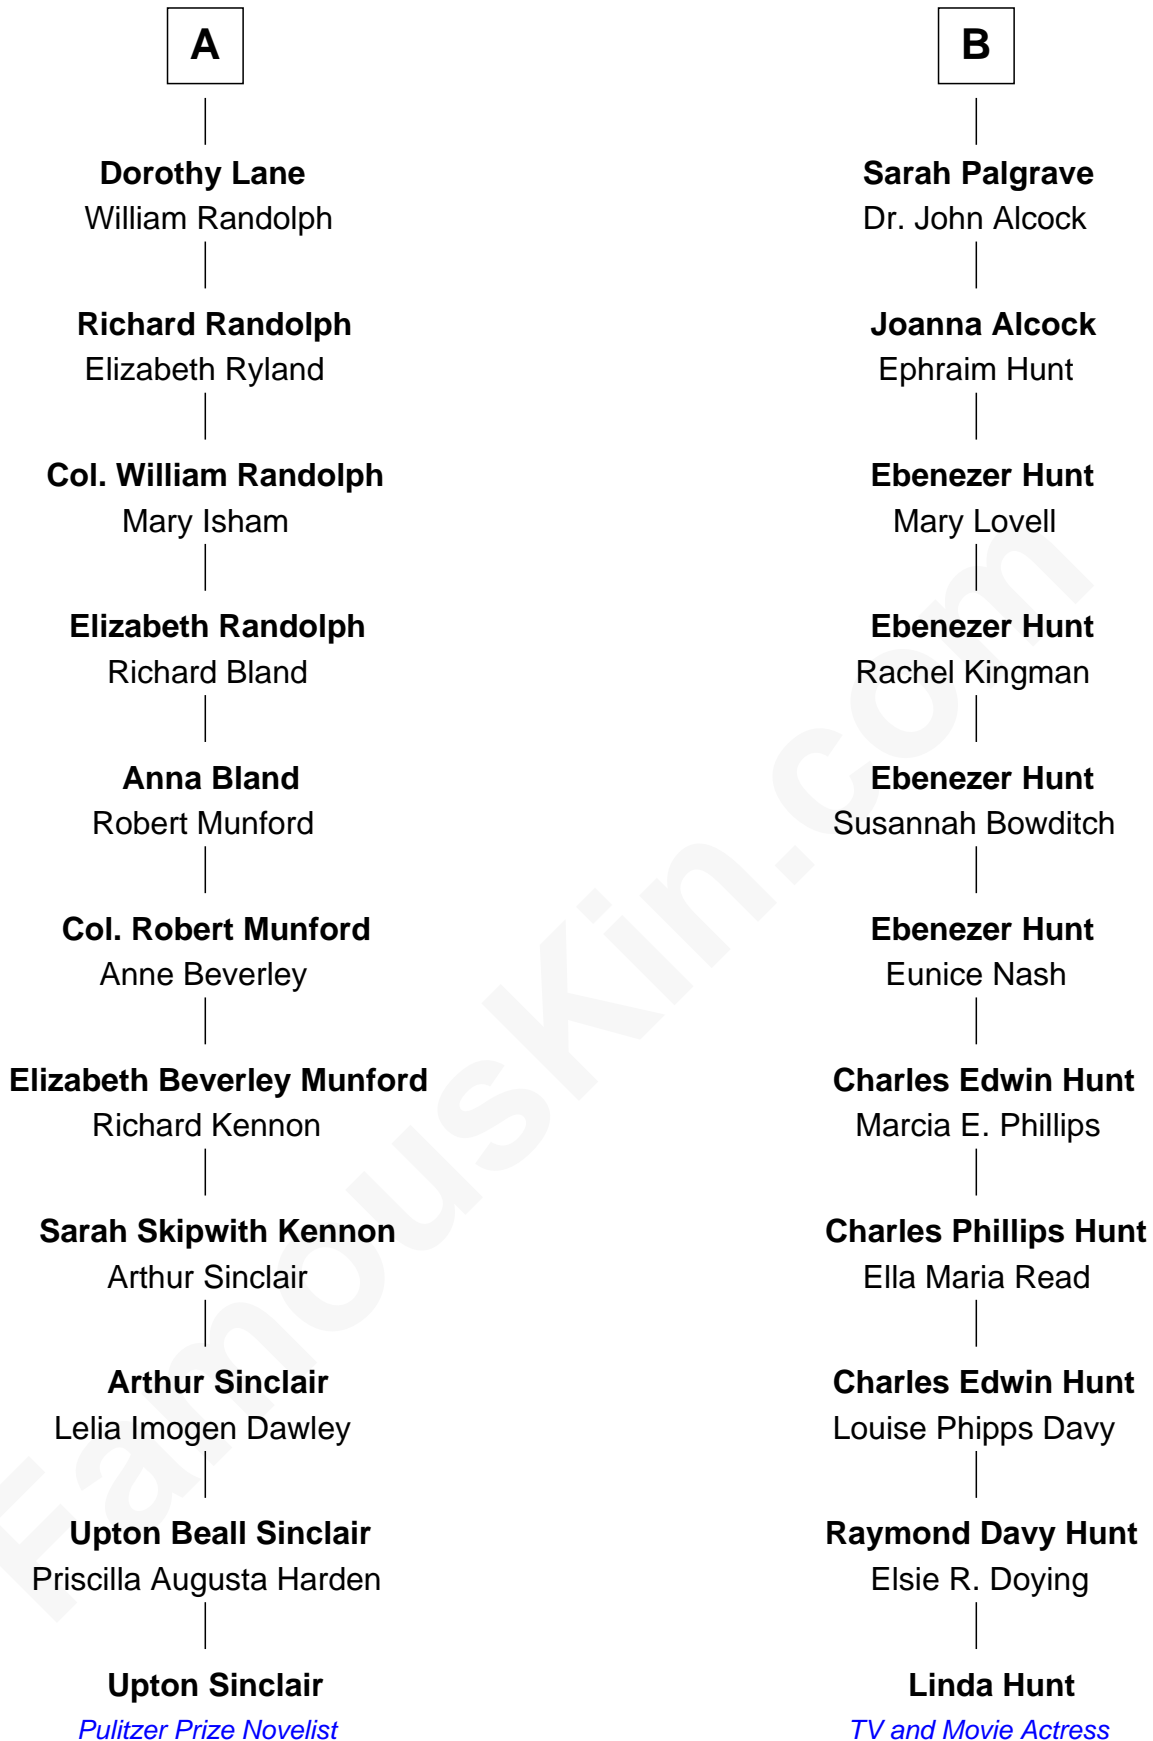 A
Dorothy Lane
William Randolph
Richard Randolph
Elizabeth Ryland
Col. William Randolph
Mary Isham
Elizabeth Randolph
Richard Bland
Anna Bland
Robert Munford
Col. Robert Munford
Anne Beverley
Elizabeth Beverley Munford
Richard Kennon
Sarah Skipwith Kennon
Arthur Sinclair
Arthur Sinclair
Lelia Imogen Dawley
Upton Beall Sinclair
Priscilla Augusta Harden
Upton Sinclair
Pulitzer Prize Novelist
B
Sarah Palgrave
Dr. John Alcock
Joanna Alcock
Ephraim Hunt
Ebenezer Hunt
Mary Lovell
Ebenezer Hunt
Rachel Kingman
Ebenezer Hunt
Susannah Bowditch
Ebenezer Hunt
Eunice Nash
Charles Edwin Hunt
Marcia E. Phillips
Charles Phillips Hunt
Ella Maria Read
Charles Edwin Hunt
Louise Phipps Davy
Raymond Davy Hunt
Elsie R. Doying
Linda Hunt
TV and Movie Actress
FamousKin.com